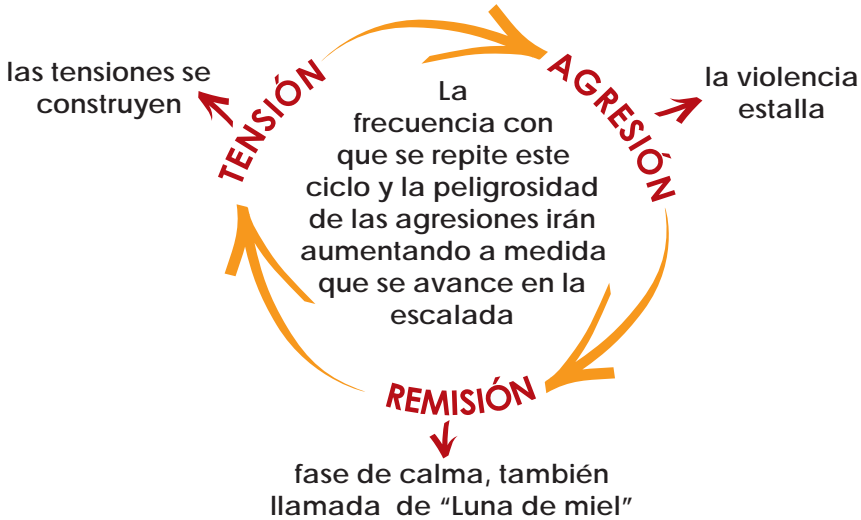 las tensiones se
construyen
TENSIÓN
AGRESIÓN
la violencia
estalla
La
frecuencia con
que se repite este
ciclo y la peligrosidad
de las agresiones irán
aumentando a medida
que se avance en la
escalada
REMISIÓN
fase de calma, también
llamada de “Luna de miel”